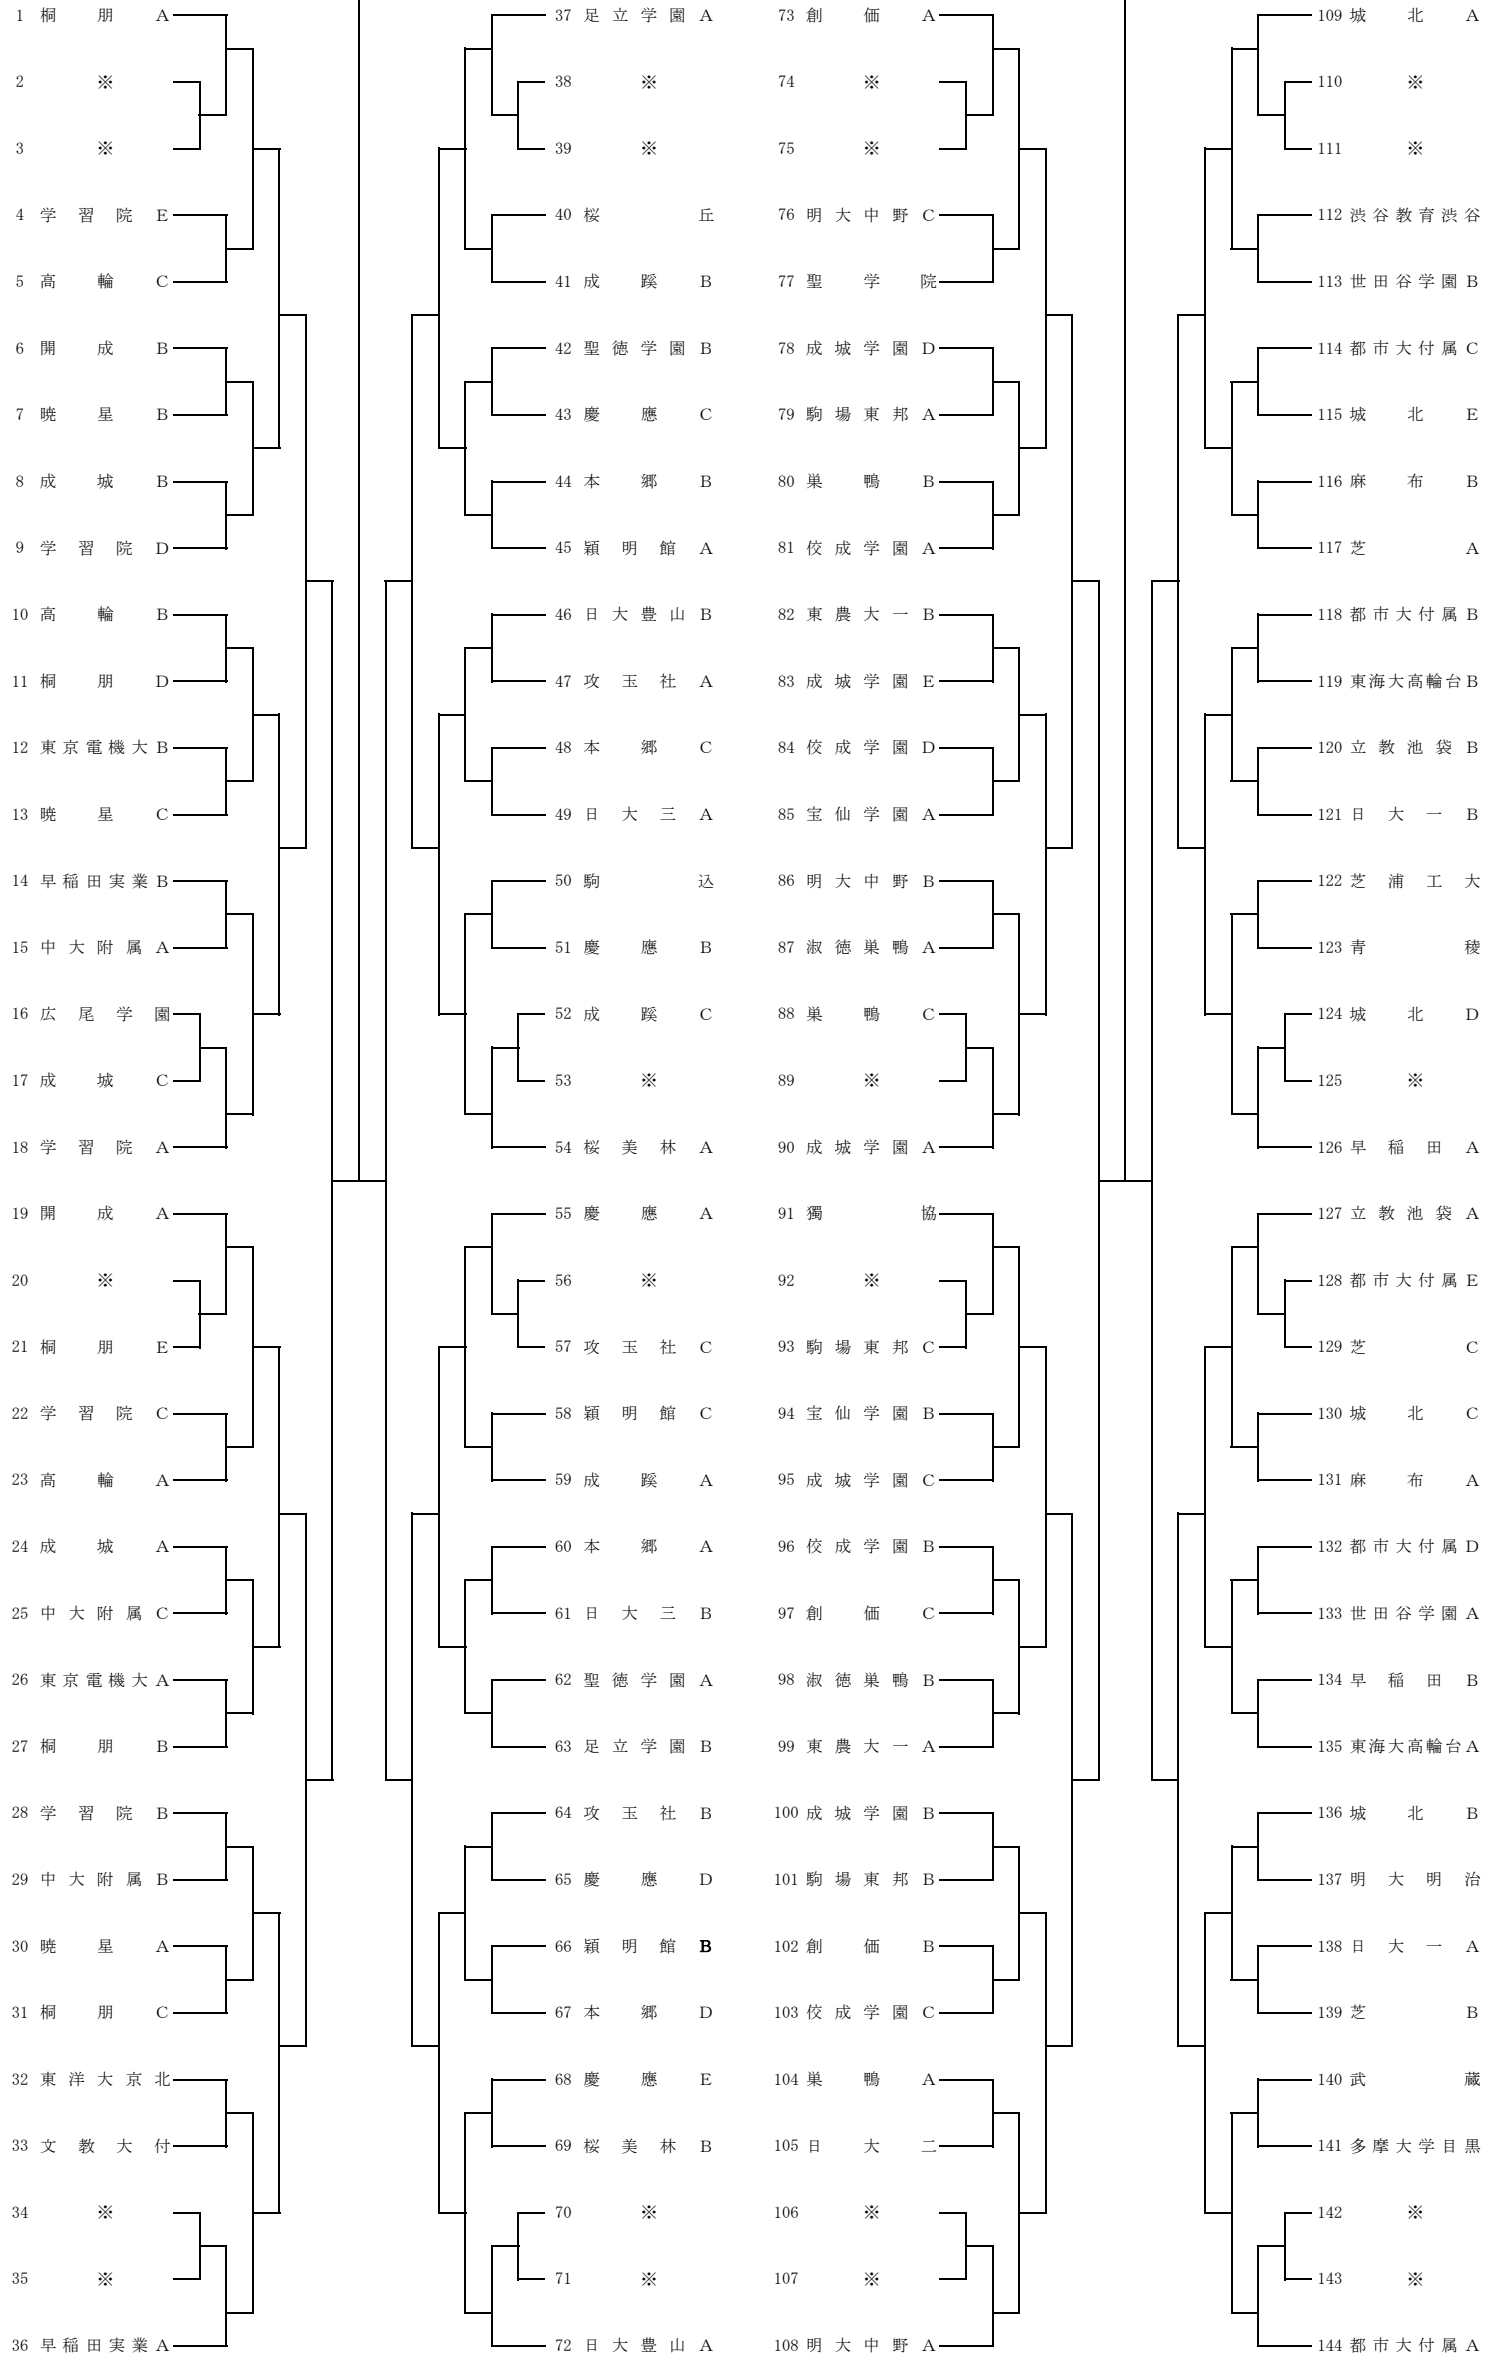 1 桐朋 A
2 ※
3 ※
4 学習院 E
5 高輪 C
6 開成 B
7 暁星 B
8 成城 B
9 学習院 D
10 高輪 B
11 桐朋 D
12 東京電機大 B
13 暁星 C
14 早稲田実業 B
15 中大附属 A
16 広尾学園
17 成城 C
18 学習院 A
19 開成 A
20 ※
21 桐朋 E
22 学習院 C
23 高輪 A
24 成城 A
25 中大附属 C
26 東京電機大 A
27 桐朋 B
28 学習院 B
29 中大附属 B
30 暁星 A
31 桐朋 C
32 東洋大京北
33 文教大付
34 ※
35 ※
36 早稲田実業 A
37 足立学園 A
38 ※
39 ※
40 桜丘
41 成蹊 B
42 聖徳学園 B
43 慶應 C
44 本郷 B
45 穎明館 A
46 日大豊山 B
47 攻玉社 A
48 本郷 C
49 日大三 A
50 駒込
51 慶應 B
52 成蹊 C
53 ※
54 桜美林 A
55 慶應 A
56 ※
57 攻玉社 C
58 穎明館 C
59 成蹊 A
60 本郷 A
61 日大三 B
62 聖徳学園 A
63 足立学園 B
64 攻玉社 B
65 慶應 D
66 穎明館 B
67 本郷 D
68 慶應 E
69 桜美林 B
70 ※
71 ※
72 日大豊山 A
73 創価 A
74 ※
75 ※
76 明大中野 C
77 聖学院
78 成城学園 D
79 駒場東邦 A
80 巣鴨 B
81 佼成学園 A
82 東農大一 B
83 成城学園 E
84 佼成学園 D
85 宝仙学園 A
86 明大中野 B
87 淑徳巣鴨 A
88 巣鴨 C
89 ※
90 成城学園 A
91 獨協
92 ※
93 駒場東邦 C
94 宝仙学園 B
95 成城学園 C
96 佼成学園 B
97 創価 C
98 淑徳巣鴨 B
99 東農大一 A
100 成城学園 B
101 駒場東邦 B
102 創価 B
103 佼成学園 C
104 巣鴨 A
105 日大二
106 ※
107 ※
108 明大中野 A
109 城北 A
110 ※
111 ※
112 渋谷教育渋谷
113 世田谷学園 B
114 都市大付属 C
115 城北 E
116 麻布 B
117 芝 A
118 都市大付属 B
119 東海大高輪台 B
120 立教池袋 B
121 日大一 B
122 芝浦工大
123 青稜
124 城北 D
125 ※
126 早稲田 A
127 立教池袋 A
128 都市大付属 E
129 芝 C
130 城北 C
131 麻布 A
132 都市大付属 D
133 世田谷学園 A
134 早稲田 B
135 東海大高輪台 A
136 城北 B
137 明大明治
138 日大一 A
139 芝 B
140 武蔵
141 多摩大学目黒
142 ※
143 ※
144 都市大付属 A